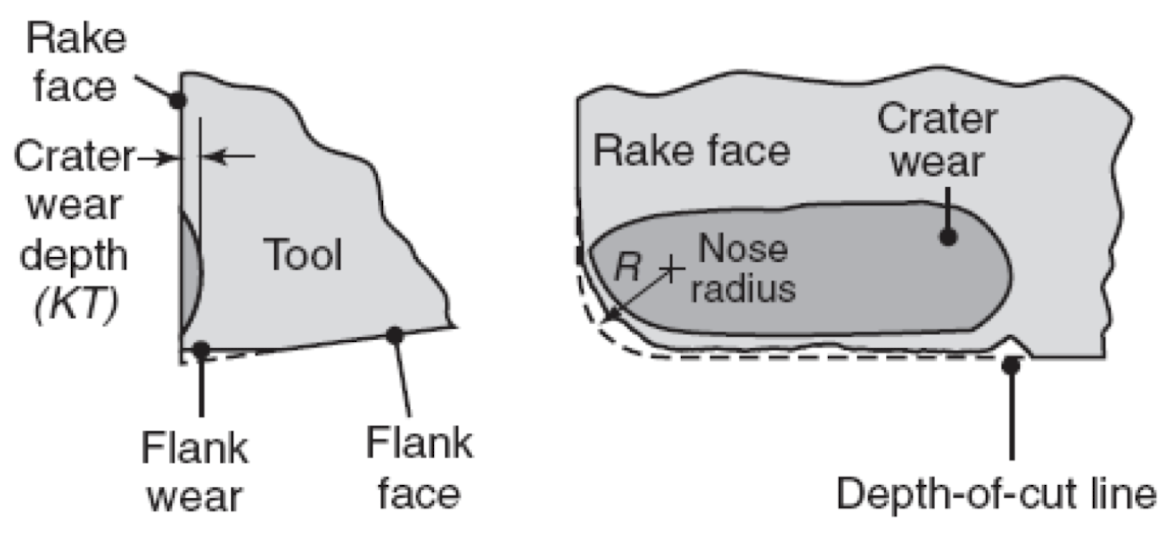 Rake
face
Crater
wear
depth
(KT)
Tool
Flank
wear
Flank
face
Rake face
Crater
wear
R
Nose
radius
Depth-of-cut line